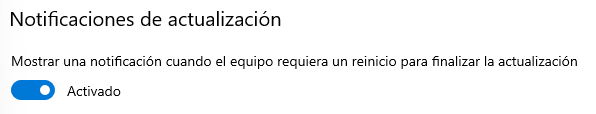 Notificaciones de actualización
Mostrar una notificación cuando el equipo requiera un reinicio para finalizar la actualización
Activado